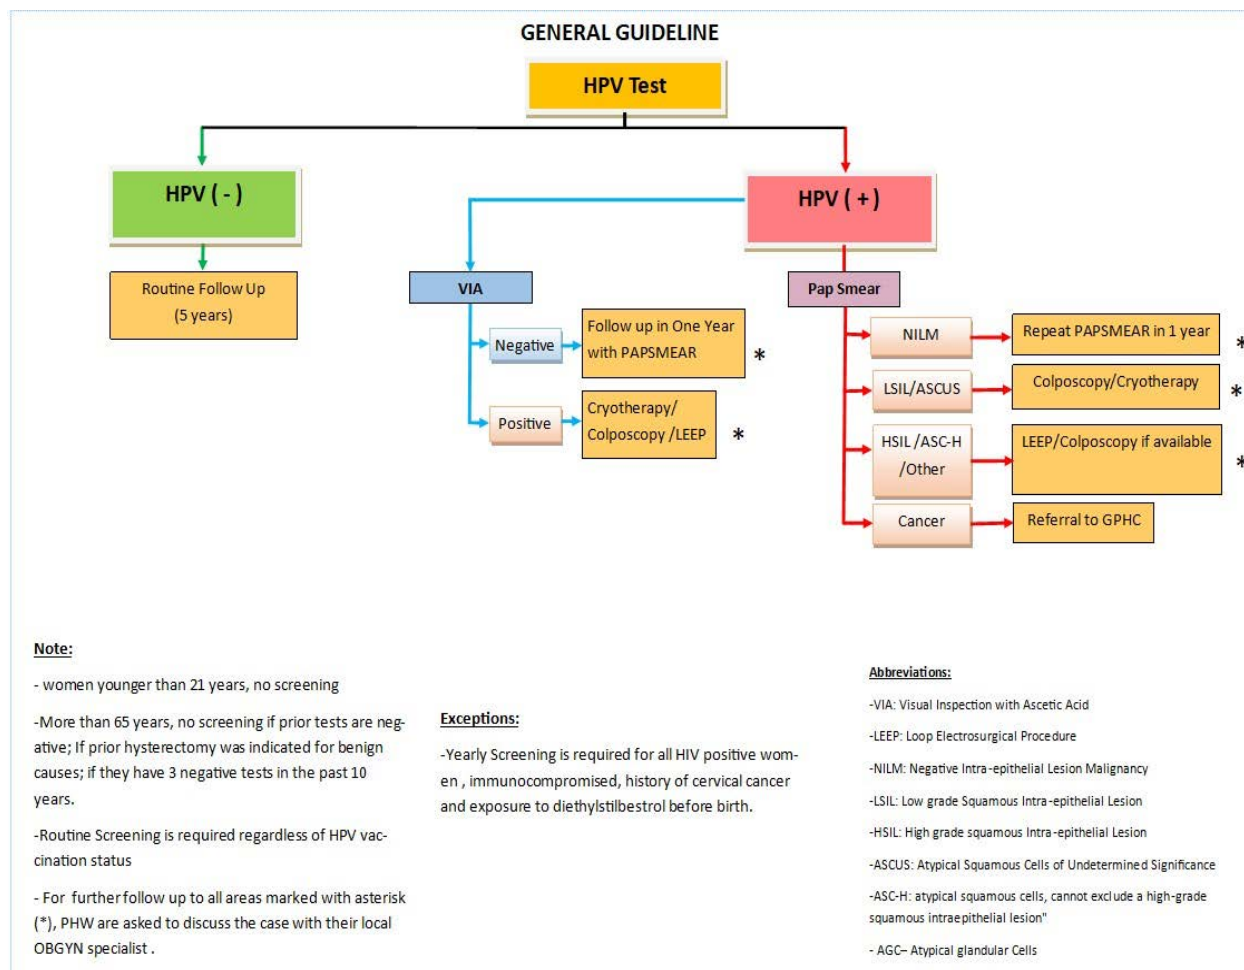 GENERAL GUIDELINE
HPV Test
HPV ( - )
HPV ( + )
Routine Follow Up
(5 years)
VIA
Negative
Follow up in One Year
with PAPSMEAR
*
Positive
Cryotherapy/
Colposcopy /LEEP
*
Pap Smear
NILM
Repeat PAPSMEAR in 1 year
*
LSIL/ASCUS
Colposcopy/Cryotherapy
*
HSIL /ASC-H
/Other
LEEP/Colposcopy if available
*
Cancer
Referral to GPHC
Note:
- women younger than 21 years, no screening
-More than 65 years, no screening if prior tests are neg-
ative; If prior hysterectomy was indicated for benign
causes; if they have 3 negative tests in the past 10
years.
-Routine Screening is required regardless of HPV vac-
cination status
- For further follow up to all areas marked with asterisk
(*), PHW are asked to discuss the case with their local
OBGYN specialist .
Exceptions:
-Yearly Screening is required for all HIV positive wom-
en , immunocompromised, history of cervical cancer
and exposure to diethylstilbestrol before birth.
Abbreviations:
-VIA: Visual Inspection with Ascetic Acid
-LEEP: Loop Electrosurgical Procedure
-NILM: Negative Intra-epithelial Lesion Malignancy
-LSIL: Low grade Squamous Intra-epithelial Lesion
-HSIL: High grade squamous Intra-epithelial Lesion
-ASCUS: Atypical Squamous Cells of Undetermined Significance
-ASC-H: atypical squamous cells, cannot exclude a high-grade
squamous intraepithelial lesion"
- AGC– Atypical glandular Cells